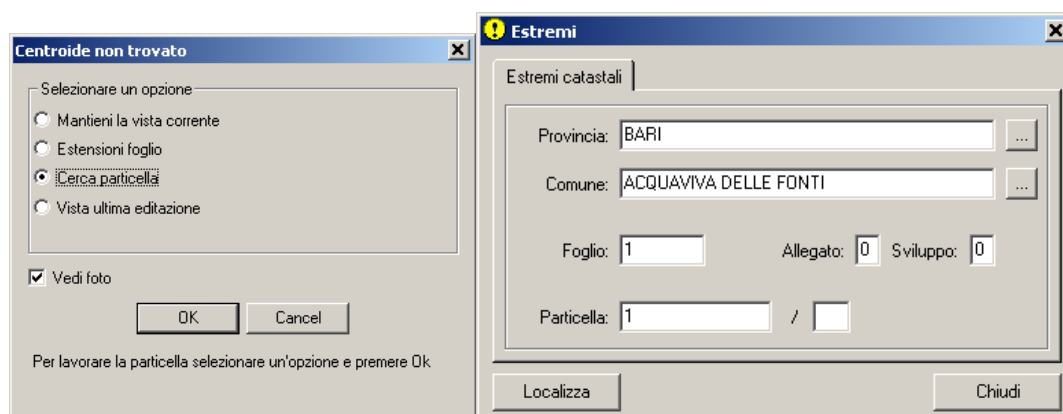 Centroide non trovato
Selezionare un opzione
Mantieni la vista corrente
Estensioni foglio
Cerca particella
Vista ultima editazione
Vedi foto
OK Cancel
Per lavorare la particella selezionare un'opzione e premere Ok
Estremi
Estremi catastali
Provincia: BARI ...
Comune: ACQUAVIVA DELLE FONTI ...
Foglio: 1 Allegato: 0 Sviluppo: 0
Particella: 1 /
Localizza Chiudi